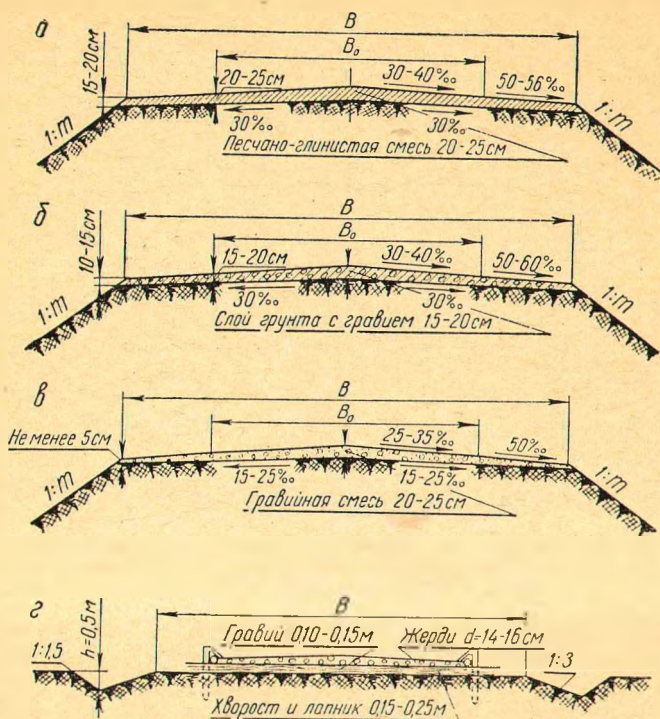 а
B
B₀
15-20см
20-25см
30-40‰
50-56‰
1:m
1:m
30‰
30‰
Песчано-глинистая смесь 20-25см
б
B
B₀
10-15см
15-20см
30-40‰
50-60‰
1:m
1:m
30‰
30‰
Слой грунта с гравием 15-20см
в
B
B₀
Не менее 5см
25-35‰
50‰
1:m
1:m
15-25‰
15-25‰
Гравийная смесь 20-25см
г
B
1:1,5
h=0,5м
Гравий 0,10-0,15м
Жерди d=14-16см
1:3
Хворост и лапник 0,15-0,25м